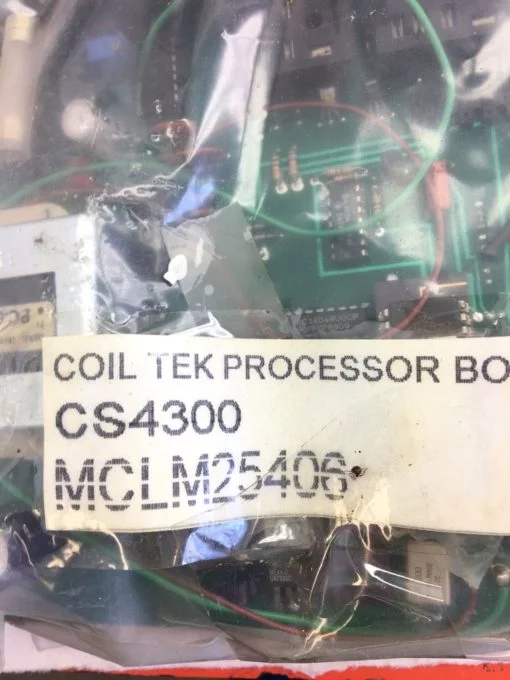 COIL TEK PROCESSOR BO
CS4300
MCLM25406